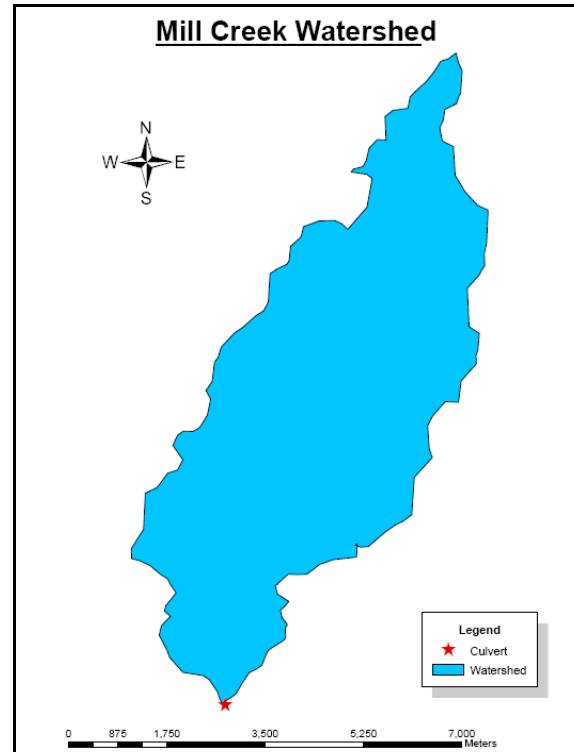 Mill Creek Watershed
N
W E
S
Legend
Culvert
Watershed
0 875 1,750 3,500 5,250 7,000
Meters